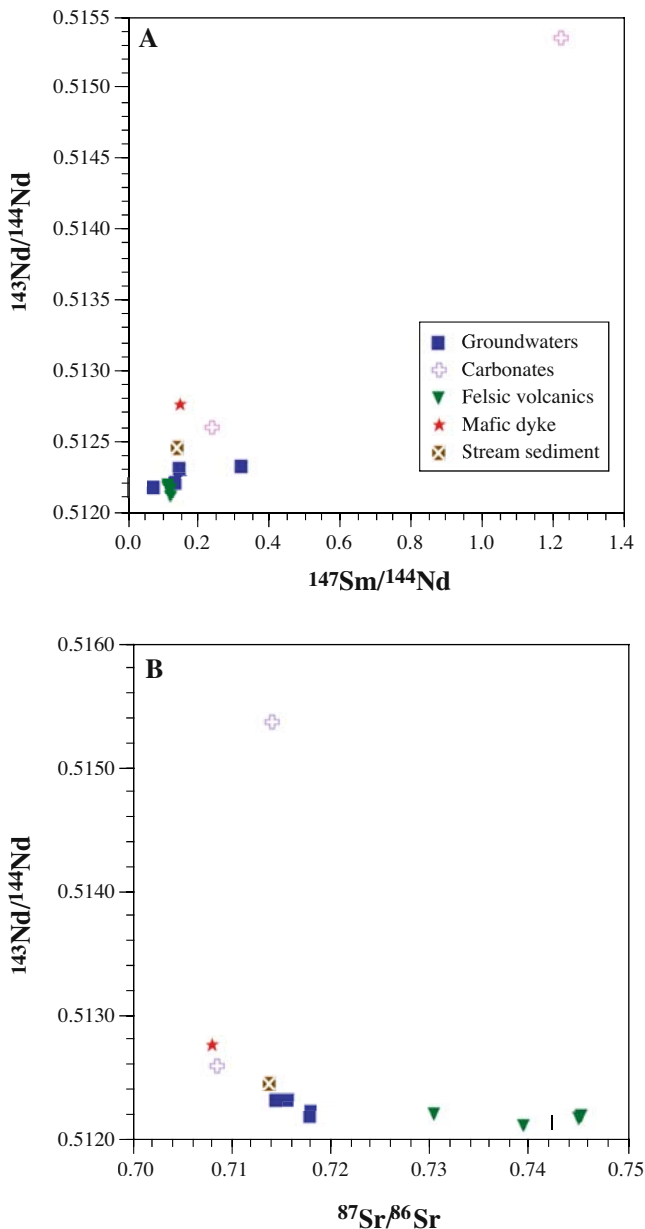 A
0.5155
0.5150
0.5145
0.5140
0.5135
0.5130
0.5125
0.5120
¹⁴³Nd/¹⁴⁴Nd
Groundwaters
Carbonates
Felsic volcanics
Mafic dyke
Stream sediment
0.0 0.2 0.4 0.6 0.8 1.0 1.2 1.4
¹⁴⁷Sm/¹⁴⁴Nd
B
0.5160
0.5150
0.5140
0.5130
0.5120
¹⁴³Nd/¹⁴⁴Nd
0.70 0.71 0.72 0.73 0.74 0.75
⁸⁷Sr/⁸⁶Sr